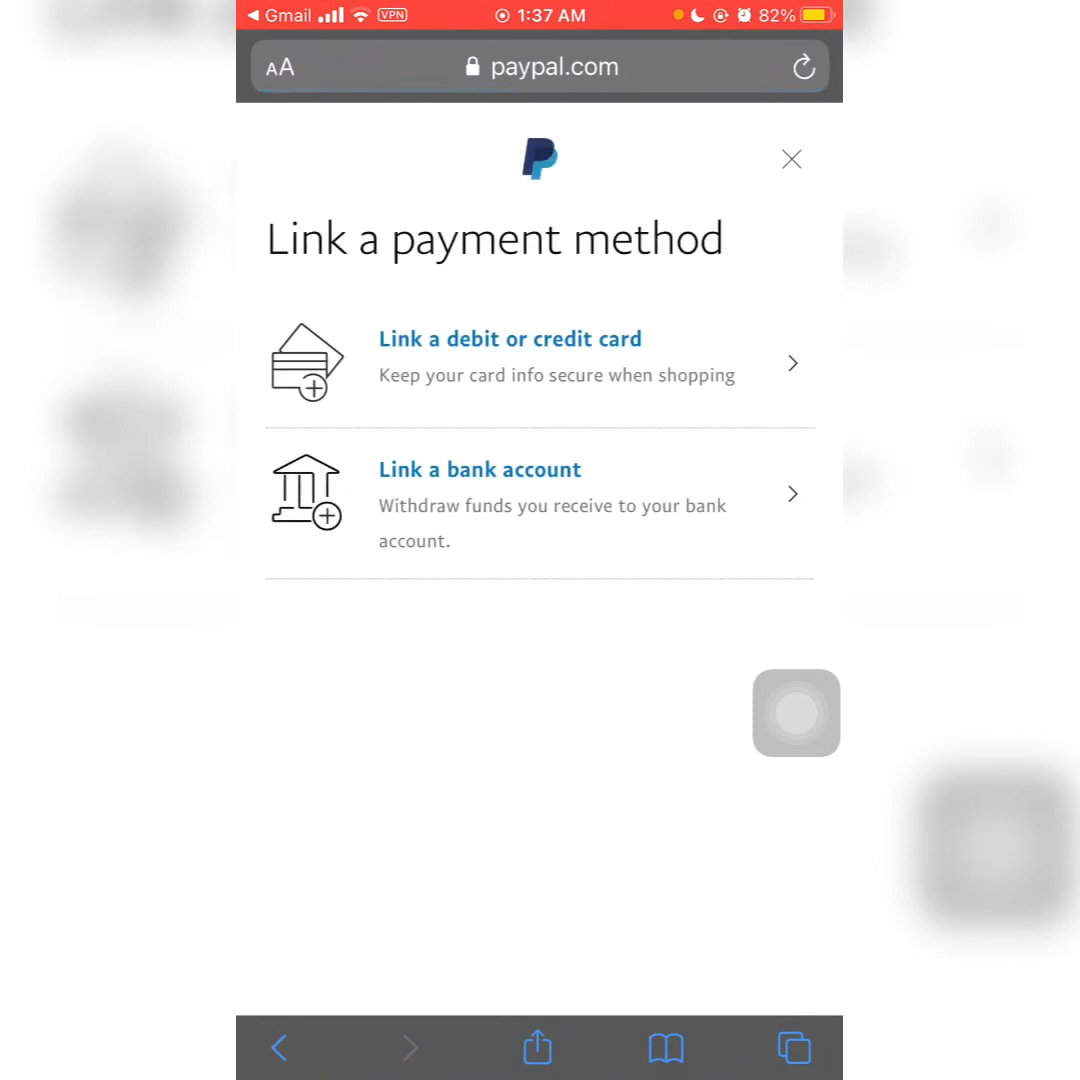 Gmail VPN 1:37 AM 82%
AA paypal.com
Link a payment method
Link a debit or credit card
Keep your card info secure when shopping
Link a bank account
Withdraw funds you receive to your bank
account.